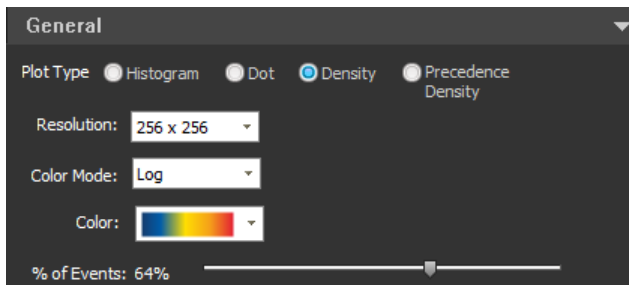 General
Plot Type Histogram Dot Density Precedence
Density
Resolution: 256 x 256
Color Mode: Log
Color:
% of Events: 64%